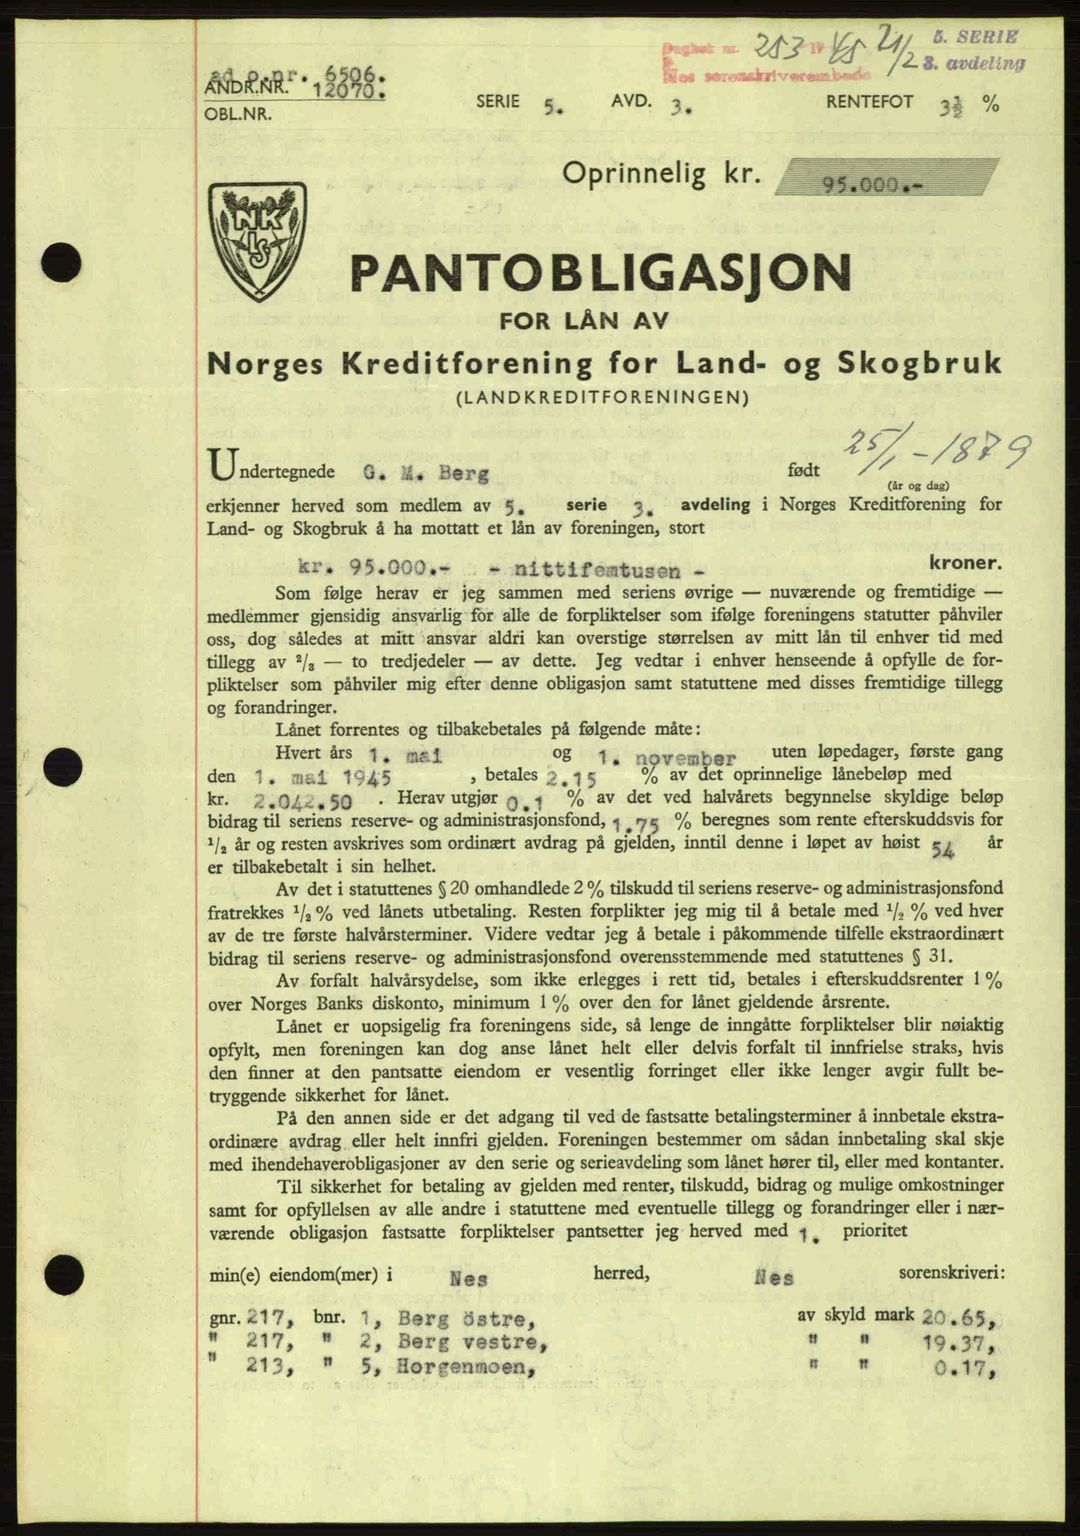 Dagbok nr. 253 1945 21/2
Nes sorenskriverembede
5. SERIE
3. avdeling
ad o.nr. 6506.
ANDR.NR. 12070.
OBL.NR.
SERIE 5. AVD. 3. RENTEFOT 3½ %
Oprinnelig kr. 95.000.-
NK
LS
PANTOBLIGASJON
FOR LÅN AV
Norges Kreditforening for Land- og Skogbruk
(LANDKREDITFORENINGEN)
Undertegnede G. M. Berg født 25/1-1879
(år og dag)
erkjenner herved som medlem av 5. serie 3. avdeling i Norges Kreditforening for
Land- og Skogbruk å ha mottatt et lån av foreningen, stort
kr. 95.000.- - nittifemtusen - kroner.
Som følge herav er jeg sammen med seriens øvrige — nuværende og fremtidige —
medlemmer gjensidig ansvarlig for alle de forpliktelser som ifølge foreningens statutter påhviler
oss, dog således at mitt ansvar aldri kan overstige størrelsen av mitt lån til enhver tid med
tillegg av ²/₃ — to tredjedeler — av dette. Jeg vedtar i enhver henseende å opfylle de for-
pliktelser som påhviler mig efter denne obligasjon samt statuttene med disses fremtidige tillegg
og forandringer.
Lånet forrentes og tilbakebetales på følgende måte:
Hvert års 1. mai og 1. november uten løpedager, første gang
den 1. mai 1945 , betales 2.15 % av det oprinnelige lånebeløp med
kr. 2.042.50 . Herav utgjør 0.1 % av det ved halvårets begynnelse skyldige beløp
bidrag til seriens reserve- og administrasjonsfond, 1.75 % beregnes som rente efterskuddsvis for
¹/₂ år og resten avskrives som ordinært avdrag på gjelden, inntil denne i løpet av høist 54 år
er tilbakebetalt i sin helhet.
Av det i statuttenes § 20 omhandlede 2 % tilskudd til seriens reserve- og administrasjonsfond
fratrekkes ¹/₂ % ved lånets utbetaling. Resten forplikter jeg mig til å betale med ¹/₂ % ved hver
av de tre første halvårsterminer. Videre vedtar jeg å betale i påkommende tilfelle ekstraordinært
bidrag til seriens reserve- og administrasjonsfond overensstemmende med statuttenes § 31.
Av forfalt halvårsydelse, som ikke erlegges i rett tid, betales i efterskuddsrenter 1 %
over Norges Banks diskonto, minimum 1 % over den for lånet gjeldende årsrente.
Lånet er uopsigelig fra foreningens side, så lenge de inngåtte forpliktelser blir nøiaktig
opfylt, men foreningen kan dog anse lånet helt eller delvis forfalt til innfrielse straks, hvis
den finner at den pantsatte eiendom er vesentlig forringet eller ikke lenger avgir fullt be-
tryggende sikkerhet for lånet.
På den annen side er det adgang til ved de fastsatte betalingsterminer å innbetale ekstra-
ordinære avdrag eller helt innfri gjelden. Foreningen bestemmer om sådan innbetaling skal skje
med ihendehaverobligasjoner av den serie og serieavdeling som lånet hører til, eller med kontanter.
Til sikkerhet for betaling av gjelden med renter, tilskudd, bidrag og mulige omkostninger
samt for opfyllelsen av alle andre i statuttene med eventuelle tillegg og forandringer eller i nær-
værende obligasjon fastsatte forpliktelser pantsetter jeg herved med 1. prioritet
min(e) eiendom(mer) i Nes herred, Nes sorenskriveri:
gnr. 217, bnr. 1, Berg östre, av skyld mark 20.65,
" 217, " 2, Berg vestre, " " 19.37,
" 213, " 5, Horgenmoen, " " 0.17,